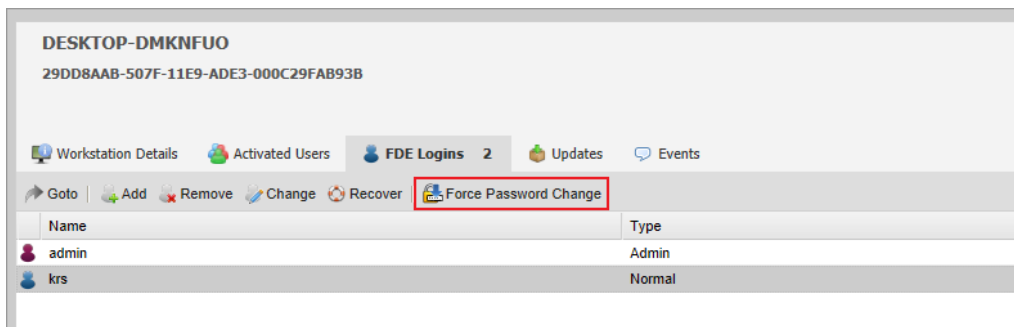 DESKTOP-DMKNFUO
29DD8AAB-507F-11E9-ADE3-000C29FAB93B
Workstation Details Activated Users FDE Logins 2 Updates Events
Goto Add Remove Change Recover Force Password Change
Name Type
admin Admin
krs Normal